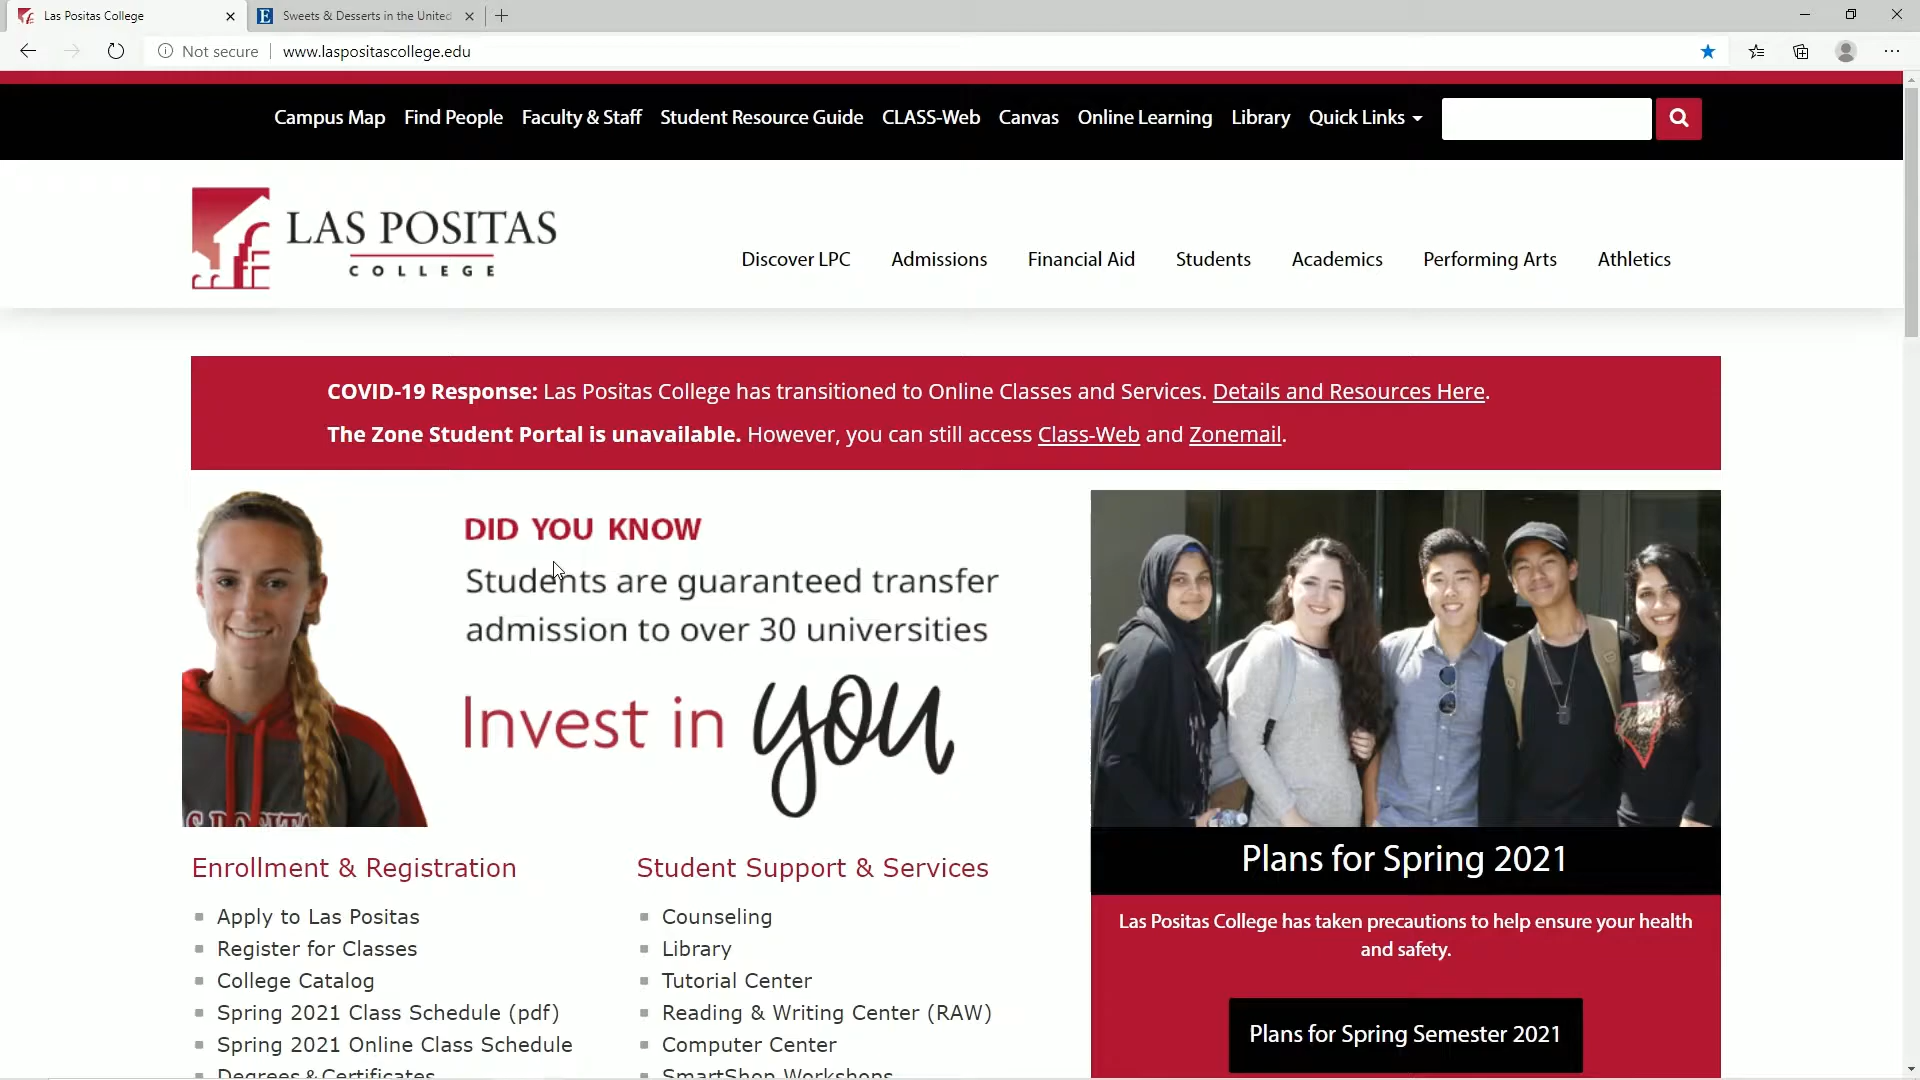 Las Positas College
Sweets & Desserts in the United
Not secure
www.laspositascollege.edu
Campus Map
Find People
Faculty & Staff
Student Resource Guide
CLASS-Web
Canvas
Online Learning
Library
Quick Links
LAS POSITAS
COLLEGE
Discover LPC
Admissions
Financial Aid
Students
Academics
Performing Arts
Athletics
COVID-19 Response: Las Positas College has transitioned to Online Classes and Services. Details and Resources Here.
The Zone Student Portal is unavailable. However, you can still access Class-Web and Zonemail.
DID YOU KNOW
Students are guaranteed transfer
admission to over 30 universities
Invest in you
Enrollment & Registration
Apply to Las Positas
Register for Classes
College Catalog
Spring 2021 Class Schedule (pdf)
Spring 2021 Online Class Schedule
Degrees & Certificates
Student Support & Services
Counseling
Library
Tutorial Center
Reading & Writing Center (RAW)
Computer Center
SmartShop Workshops
Plans for Spring 2021
Las Positas College has taken precautions to help ensure your health
and safety.
Plans for Spring Semester 2021